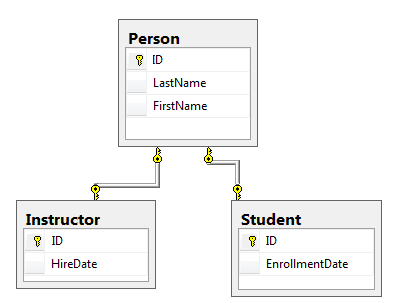 Person
ID
LastName
FirstName
Instructor
ID
HireDate
Student
ID
EnrollmentDate